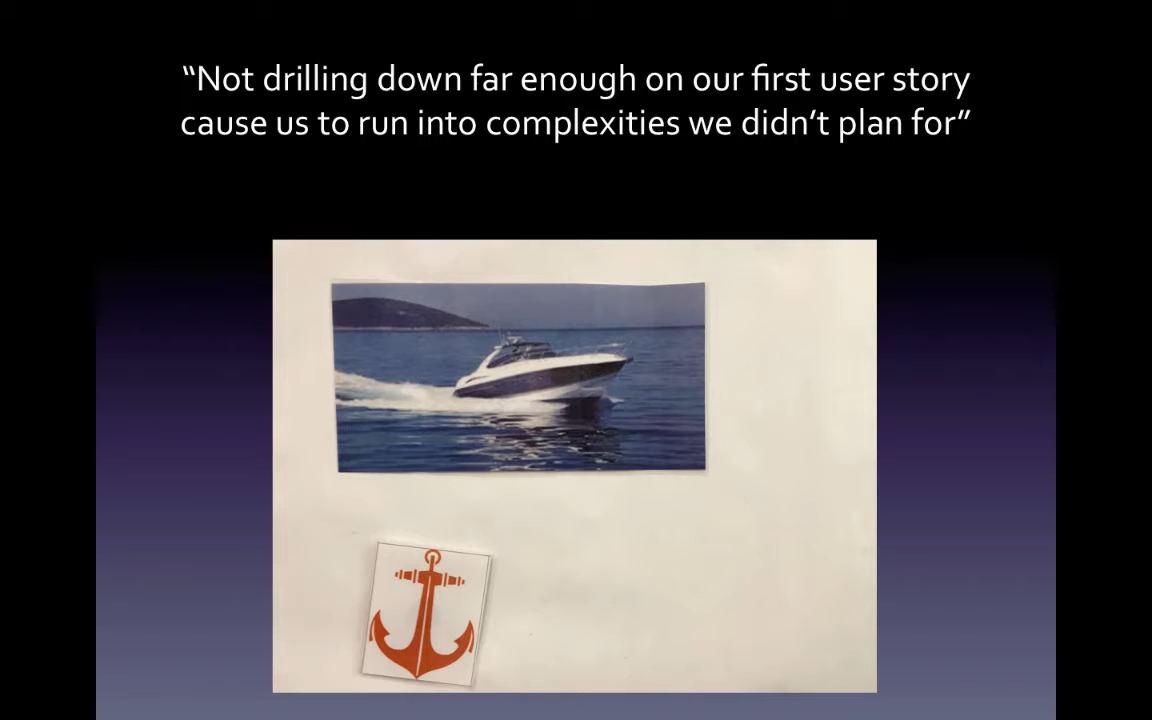 “Not drilling down far enough on our first user story
cause us to run into complexities we didn’t plan for”